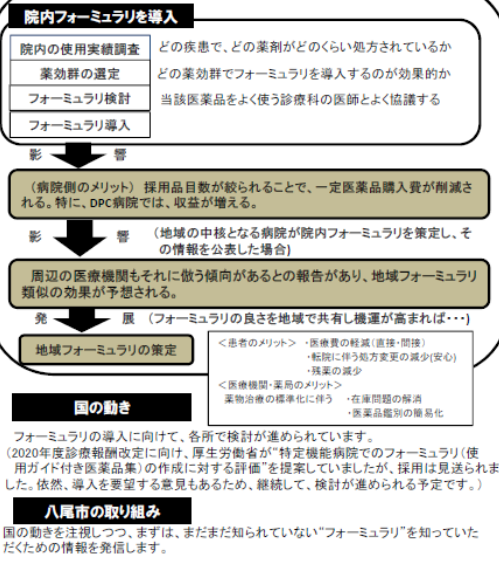 院内フォーミュラリを導入
院内の使用実績調査 どの疾患で、どの薬剤がどのくらい処方されているか
薬効群の選定 どの薬効群でフォーミュラリを導入するのが効果的か
フォーミュラリ検討 当該医薬品をよく使う診療科の医師とよく協議する
フォーミュラリ導入
影 響
(病院側のメリット) 採用品目数が絞られることで、一定医薬品購入費が削減さ
れる。特に、DPC病院では、収益が増える。
影 響 (地域の中核となる病院が院内フォーミュラリを策定し、そ
の情報を公表した場合)
周辺の医療機関もそれに倣う傾向があるとの報告があり、地域フォーミュラリ
類似の効果が予想される。
発 展 (フォーミュラリの良さを地域で共有し機運が高まれば・・・)
地域フォーミュラリの策定
<患者のメリット> ・医療費の軽減(直接・間接)
・転院に伴う処方変更の減少(安心)
・残薬の減少
<医療機関・薬局のメリット>
薬物治療の標準化に伴う ・在庫問題の解消
・医薬品鑑別の簡易化
国の動き
フォーミュラリの導入に向けて、各所で検討が進められています。
(2020年度診療報酬改定に向け、厚生労働省が“特定機能病院でのフォーミュラリ(使
用ガイド付き医薬品集)の作成に対する評価”を提案していましたが、採用は見送られま
した。依然、導入を要望する意見もあるため、継続して、検討が進められる予定です。)
八尾市の取り組み
国の動きを注視しつつ、まずは、まだまだ知られていない“フォーミュラリ”を知っていた
だくための情報を発信します。